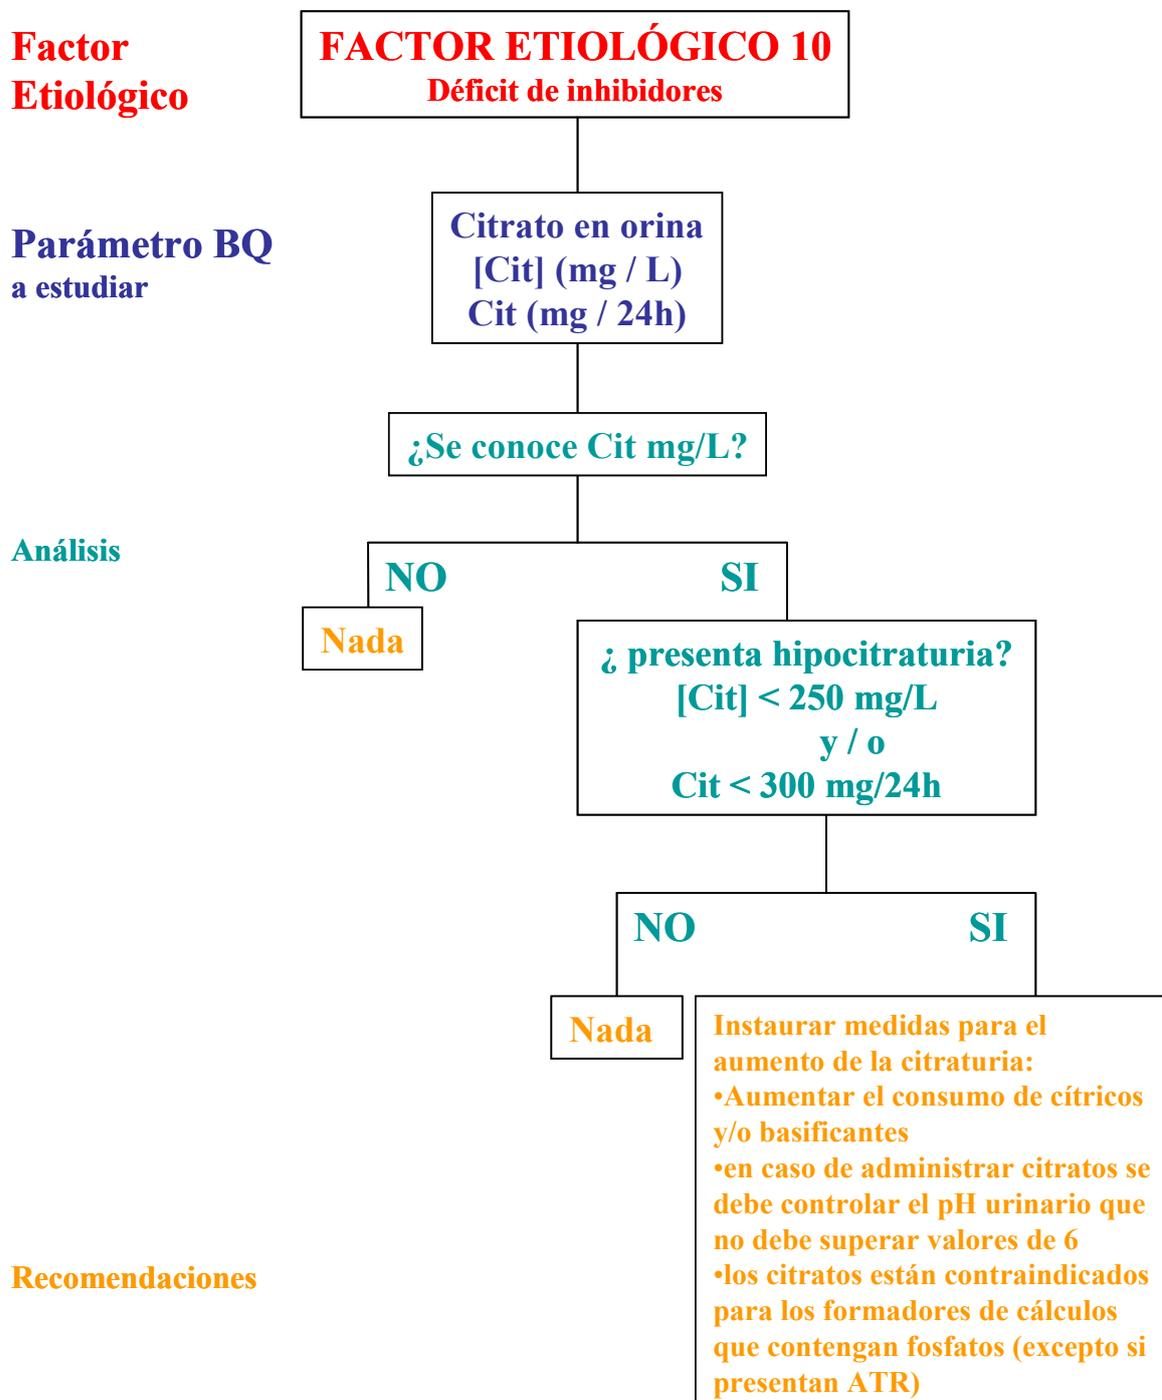 Factor
Etiológico
FACTOR ETIOLÓGICO 10
Déficit de inhibidores
Parámetro BQ
a estudiar
Citrato en orina
[Cit] (mg / L)
Cit (mg / 24h)
¿Se conoce Cit mg/L?
Análisis
NO
SI
Nada
¿ presenta hipocitraturia?
[Cit] < 250 mg/L
y / o
Cit < 300 mg/24h
NO
SI
Nada
Recomendaciones
Instaurar medidas para el
aumento de la citraturia:
•Aumentar el consumo de cítricos
y/o basificantes
•en caso de administrar citratos se
debe controlar el pH urinario que
no debe superar valores de 6
•los citratos están contraindicados
para los formadores de cálculos
que contengan fosfatos (excepto si
presentan ATR)